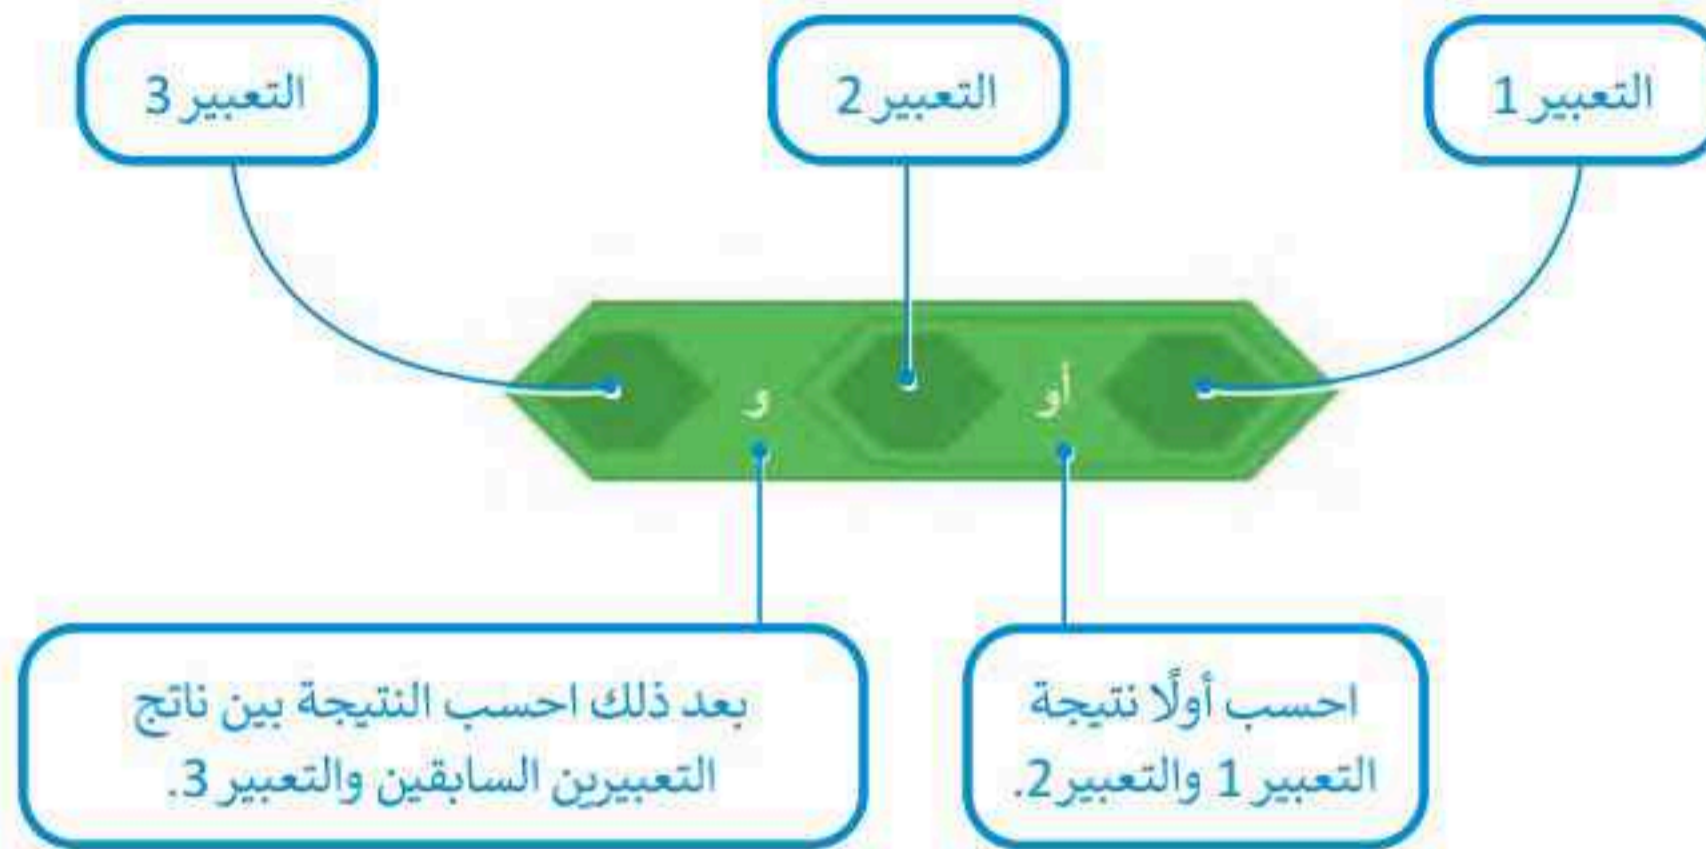 التعبير 1
التعبير 2
التعبير 3
أو
و
احسب أولًا نتيجة
التعبير 1 والتعبير 2.
بعد ذلك احسب النتيجة بين ناتج
التعبيرين السابقين والتعبير 3.